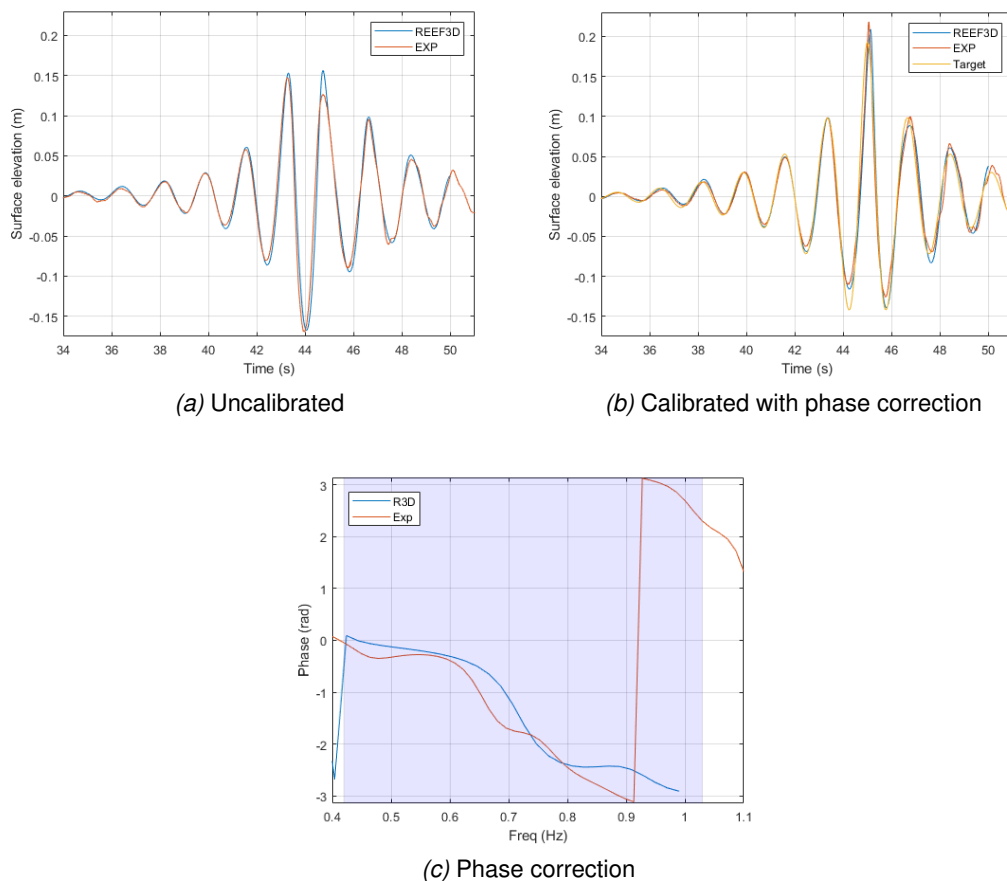 REEF3D
EXP
Surface elevation (m)
0.2
0.15
0.1
0.05
0
-0.05
-0.1
-0.15
34 36 38 40 42 44 46 48 50
Time (s)
(a) Uncalibrated
REEF3D
EXP
Target
Surface elevation (m)
0.2
0.15
0.1
0.05
0
-0.05
-0.1
-0.15
34 36 38 40 42 44 46 48 50
Time (s)
(b) Calibrated with phase correction
R3D
Exp
Phase (rad)
3
2
1
0
-1
-2
-3
0.4 0.5 0.6 0.7 0.8 0.9 1 1.1
Freq (Hz)
(c) Phase correction